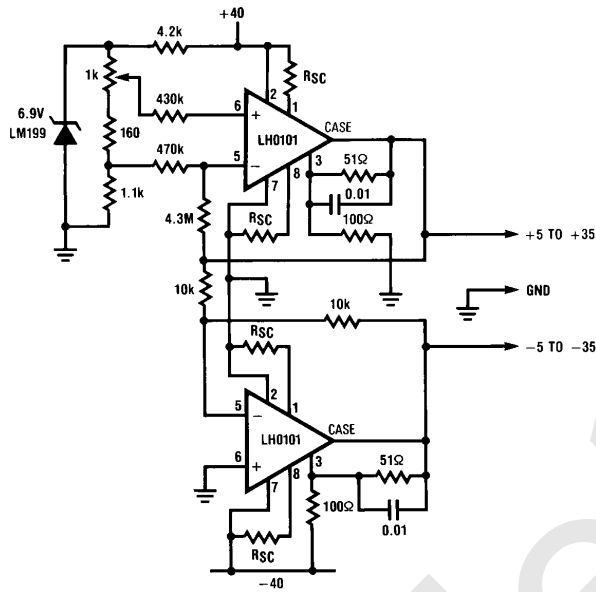 +40
4.2k
1k
RSC
2
1
430k
6
+
CASE
6.9V
LM199
LH0101
160
5
−
3
470k
8
51Ω
7
0.01
1.1k
4.3M
RSC
100Ω
+5 TO +35
10k
GND
10k
−5 TO −35
RSC
2
1
5
−
CASE
LH0101
6
+
3
51Ω
8
7
100Ω
0.01
RSC
−40